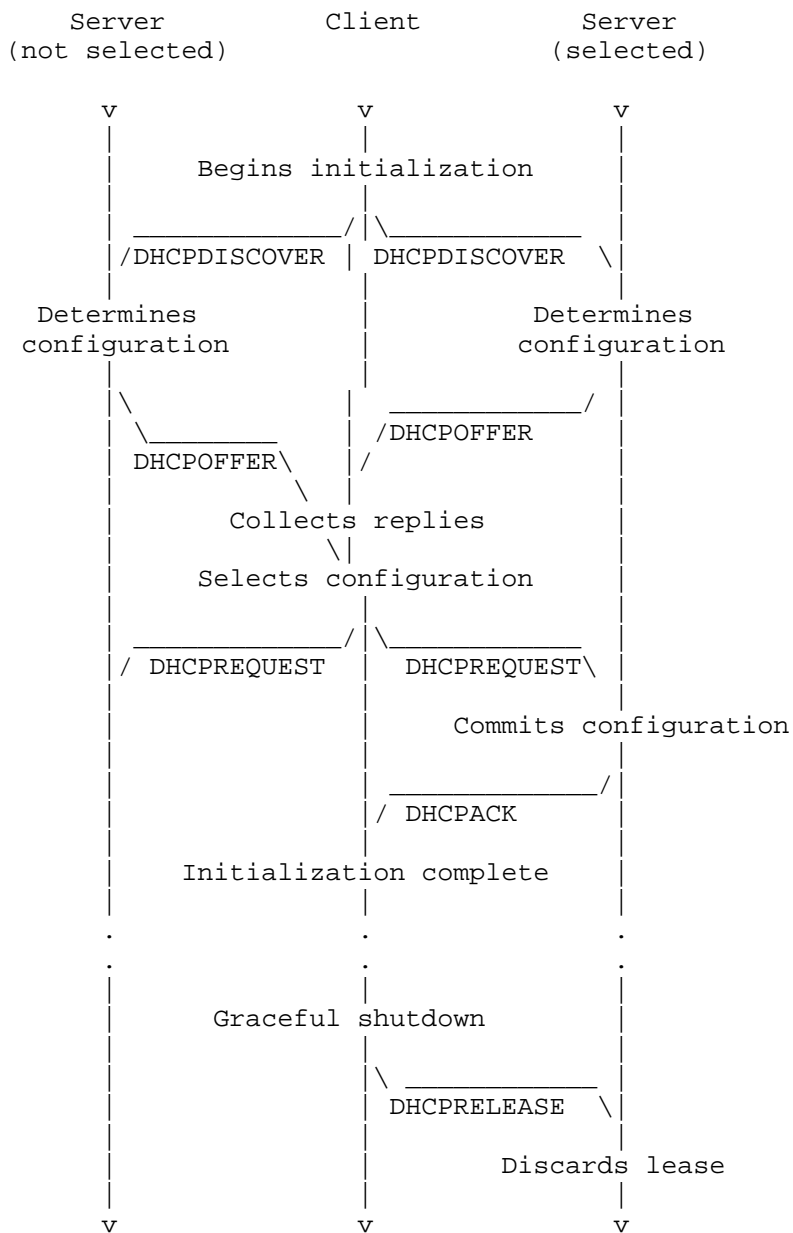 Server Client Server
(not selected) (selected)
v v v
Begins initialization
DHCPDISCOVER DHCPDISCOVER
Determines Determines
configuration configuration
DHCPOFFER
DHCPOFFER
Collects replies
Selects configuration
DHCPREQUEST DHCPREQUEST
Commits configuration
DHCPACK
Initialization complete
. . .
. . .
Graceful shutdown
DHCPRELEASE
Discards lease
v v v